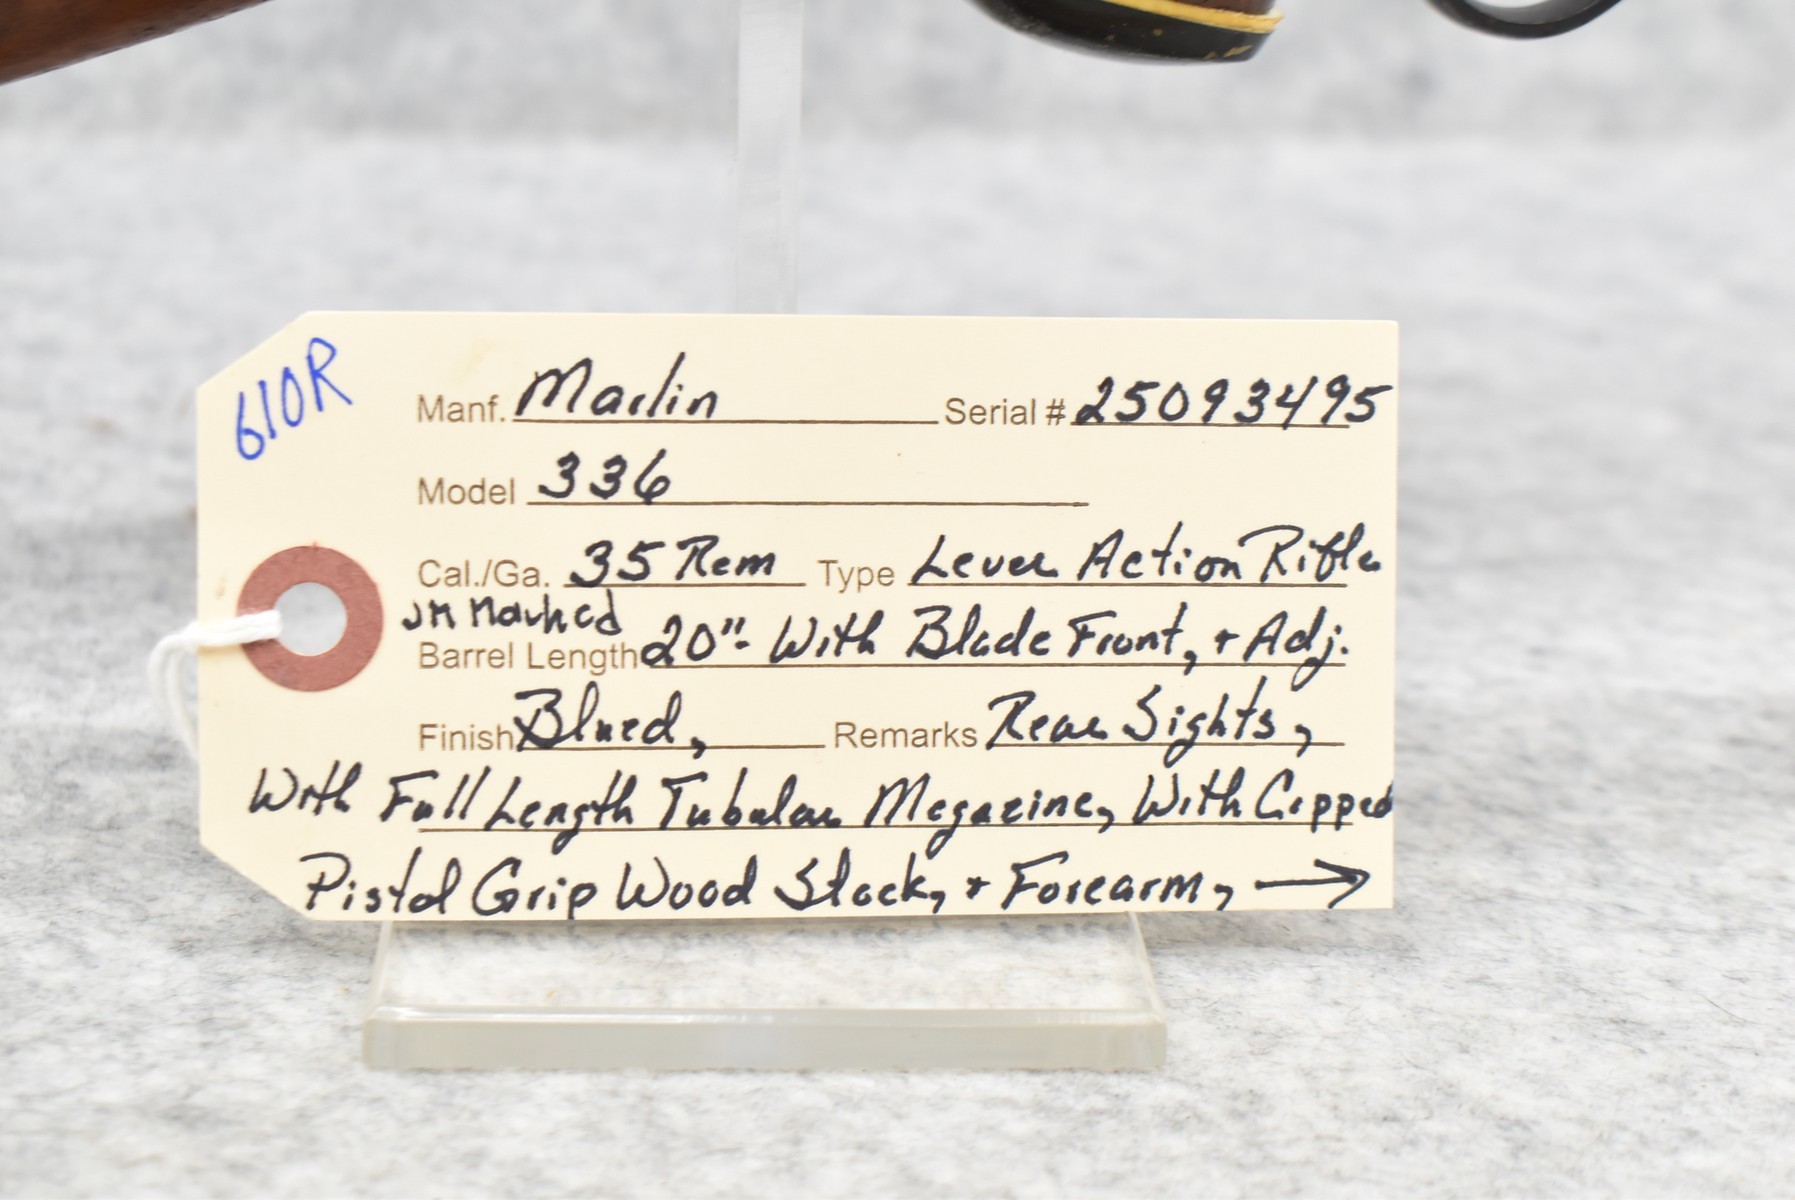 610R
Manf. Marlin Serial # 25093495
Model 336
Cal./Ga. 35 Rem Type Lever Action Rifle
JM Marked
Barrel Length 20"- With Blade Front, + Adj.
Finish Blued, Remarks Rear Sights,
With Full Length Tubular Magazine, With Capped
Pistol Grip Wood Stock, + Forearm, →